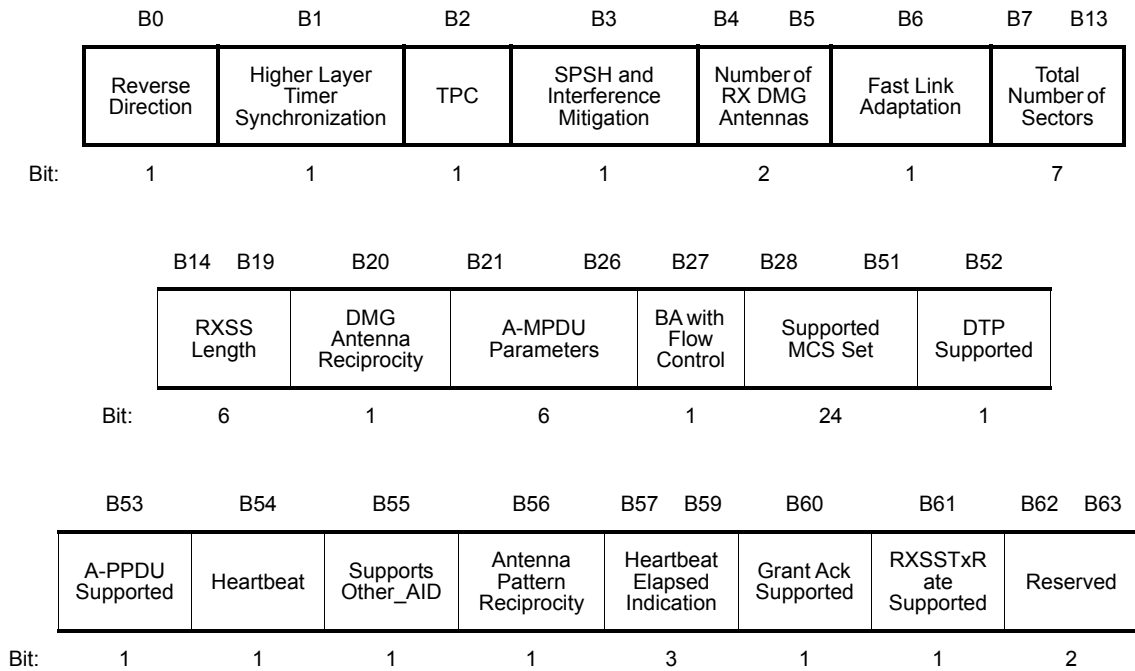 B0 B1 B2 B3 B4 B5 B6 B7 B13
Reverse Direction
Higher Layer Timer Synchronization
TPC
SPSH and Interference Mitigation
Number of RX DMG Antennas
Fast Link Adaptation
Total Number of Sectors
Bit: 1 1 1 1 2 1 7
B14 B19 B20 B21 B26 B27 B28 B51 B52
RXSS Length
DMG Antenna Reciprocity
A-MPDU Parameters
BA with Flow Control
Supported MCS Set
DTP Supported
Bit: 6 1 6 1 24 1
B53 B54 B55 B56 B57 B59 B60 B61 B62 B63
A-PPDU Supported
Heartbeat
Supports Other_AID
Antenna Pattern Reciprocity
Heartbeat Elapsed Indication
Grant Ack Supported
RXSSTxR ate Supported
Reserved
Bit: 1 1 1 1 3 1 1 2